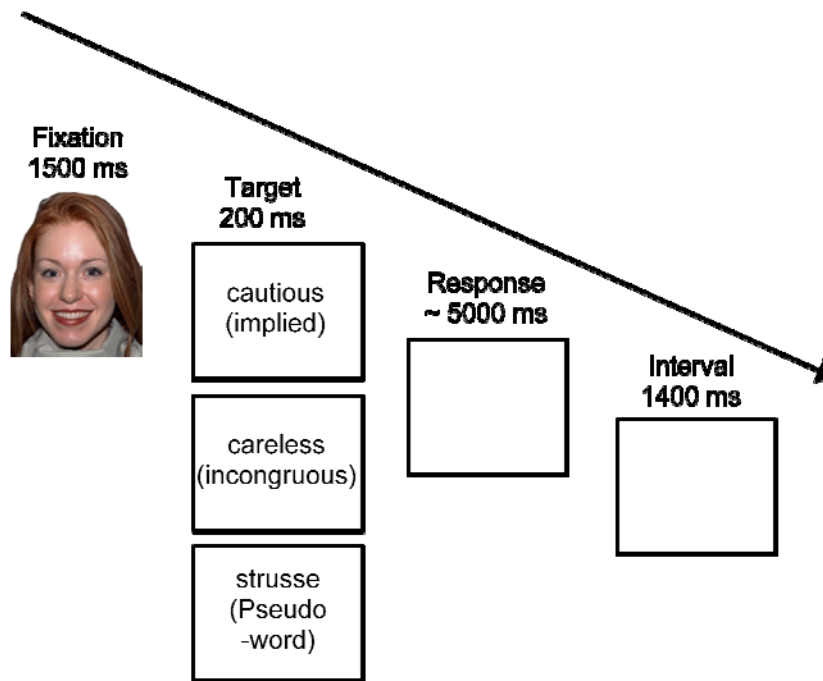 Fixation
1500 ms
Target
200 ms
cautious
(implied)
careless
(incongruous)
strusse
(Pseudo
-word)
Response
~ 5000 ms
Interval
1400 ms